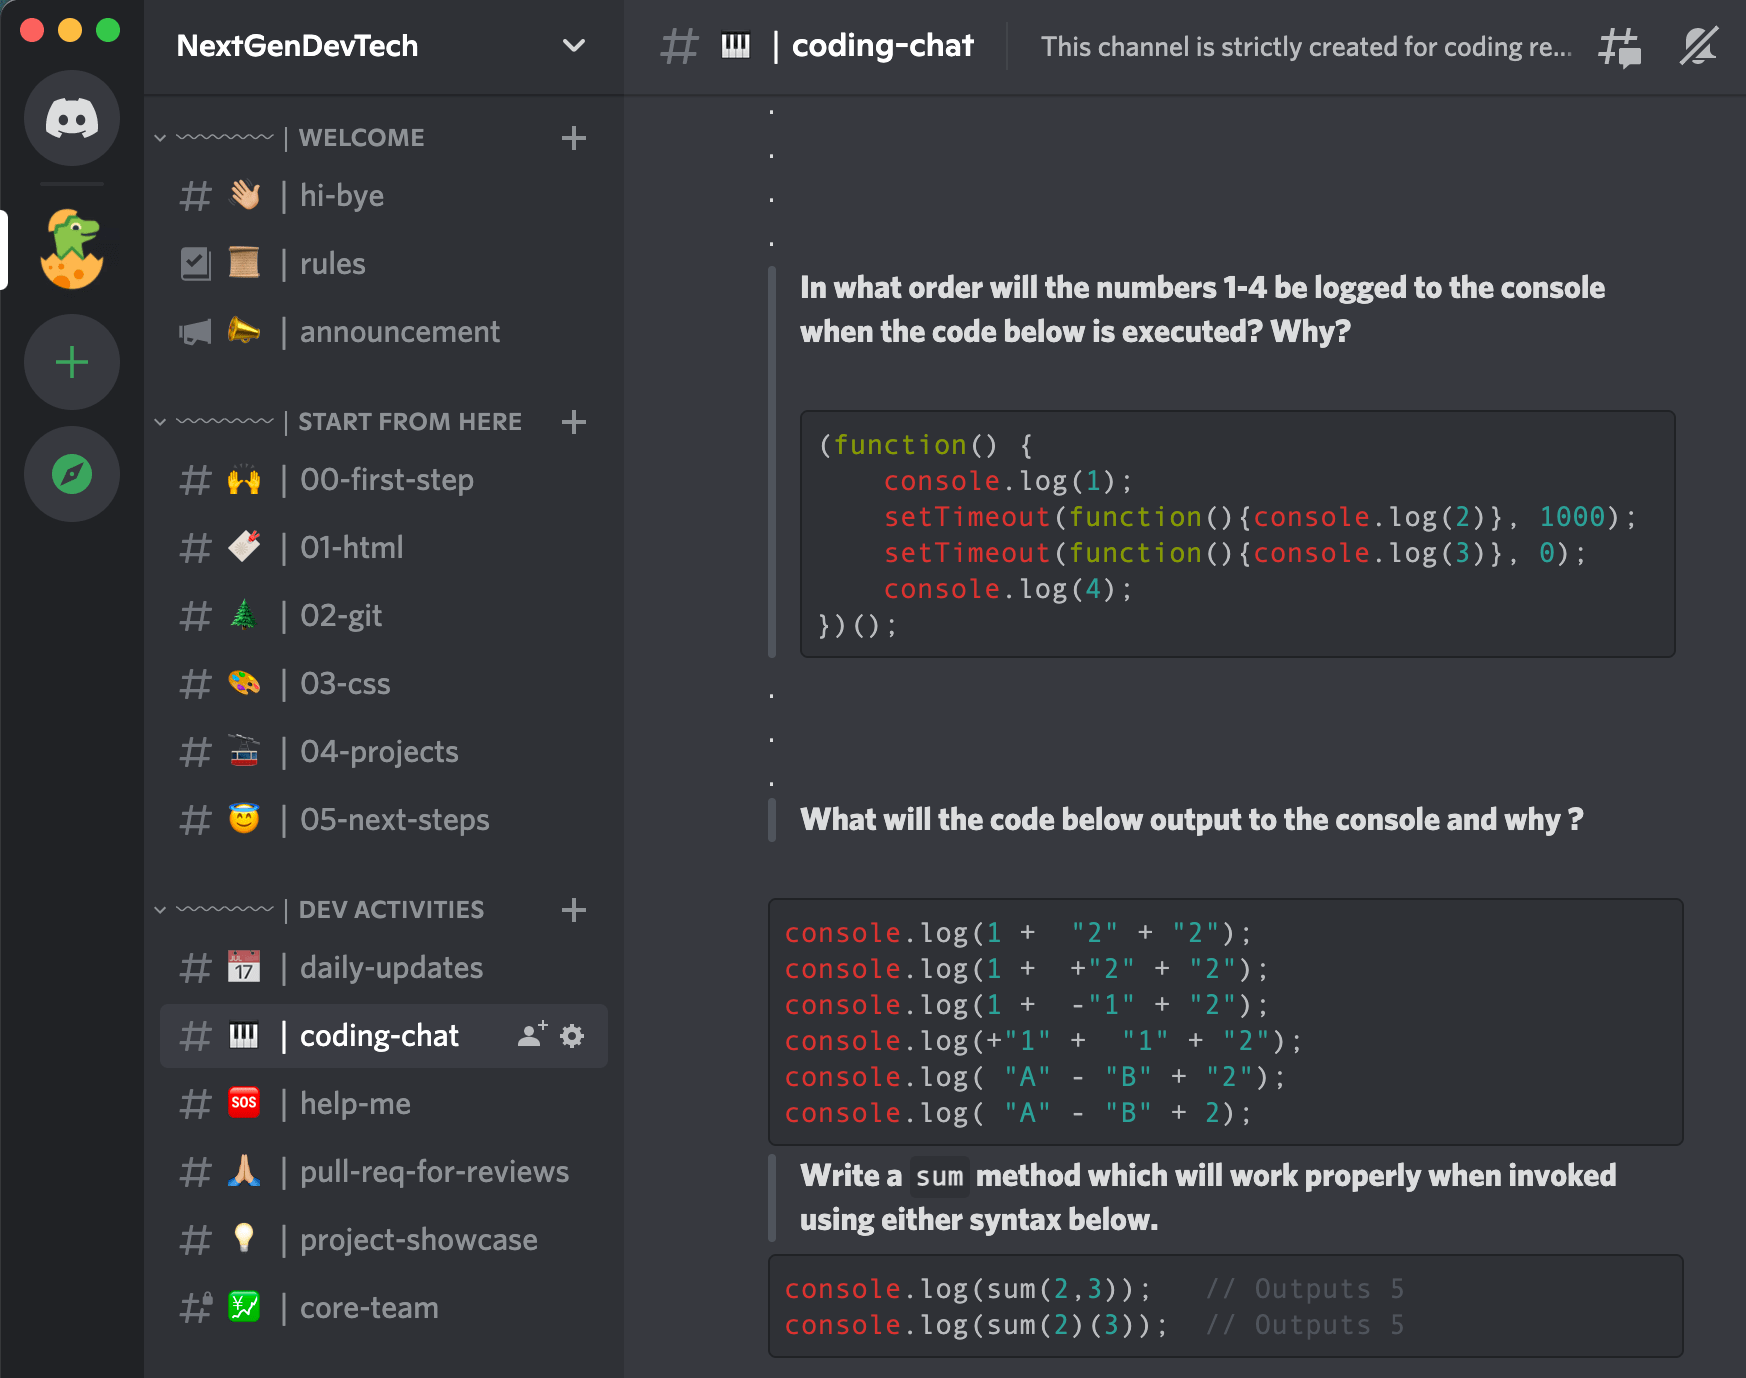 NextGenDevTech
| WELCOME
# | hi-bye
| rules
| announcement
| START FROM HERE
# | 00-first-step
# | 01-html
# | 02-git
# | 03-css
# | 04-projects
# | 05-next-steps
| DEV ACTIVITIES
# JUL 17 | daily-updates
# | coding-chat
# SOS | help-me
# | pull-req-for-reviews
# | project-showcase
# | core-team
# | coding-chat
This channel is strictly created for coding re...
.
.
.
.
In what order will the numbers 1-4 be logged to the console
when the code below is executed? Why?
(function() {
    console.log(1);
    setTimeout(function(){console.log(2)}, 1000);
    setTimeout(function(){console.log(3)}, 0);
    console.log(4);
})();
.
.
.
What will the code below output to the console and why ?
console.log(1 +  "2" + "2");
console.log(1 +  +"2" + "2");
console.log(1 +  -"1" + "2");
console.log(+"1" +  "1" + "2");
console.log( "A" - "B" + "2");
console.log( "A" - "B" + 2);
Write a sum method which will work properly when invoked
using either syntax below.
console.log(sum(2,3));   // Outputs 5
console.log(sum(2)(3));  // Outputs 5